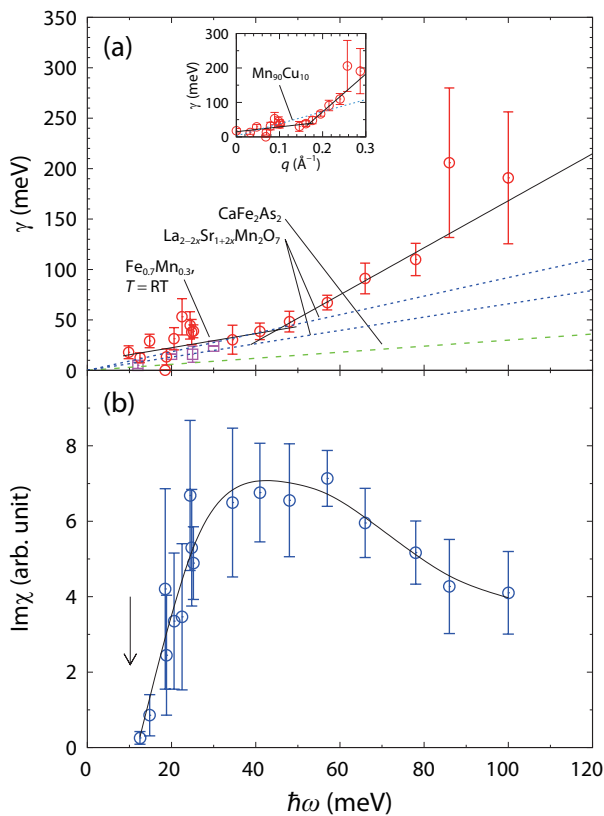 (a)
γ (meV)
350
300
250
200
150
100
50
0
γ (meV)
300
200
100
0
Mn90Cu10
0
0.1
0.2
0.3
q (Å⁻¹)
CaFe₂As₂
La₂₋₂ₓSr₁₊₂ₓMn₂O₇
Fe0.7Mn0.3,
T = RT
(b)
Imχ (arb. unit)
8
6
4
2
0
0
20
40
60
80
100
120
ħω (meV)